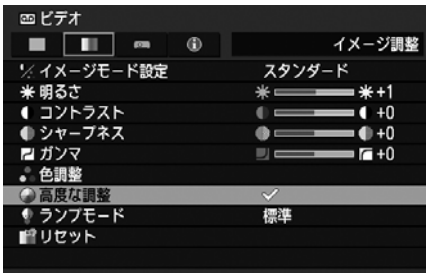 ビデオ
イメージ調整
イメージモード設定 スタンダード
明るさ +1
コントラスト +0
シャープネス +0
ガンマ +0
色調整
高度な調整
ランプモード 標準
リセット